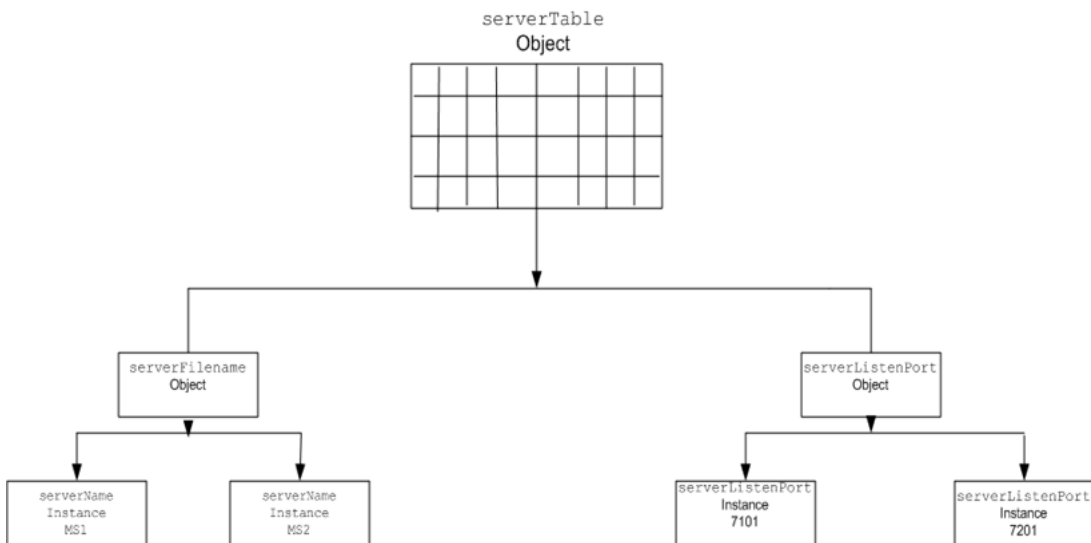 serverTable
Object
serverFilename
Object
serverListenPort
Object
serverName
Instance
MS1
serverName
Instance
MS2
serverListenPort
Instance
7101
serverListenPort
Instance
7201